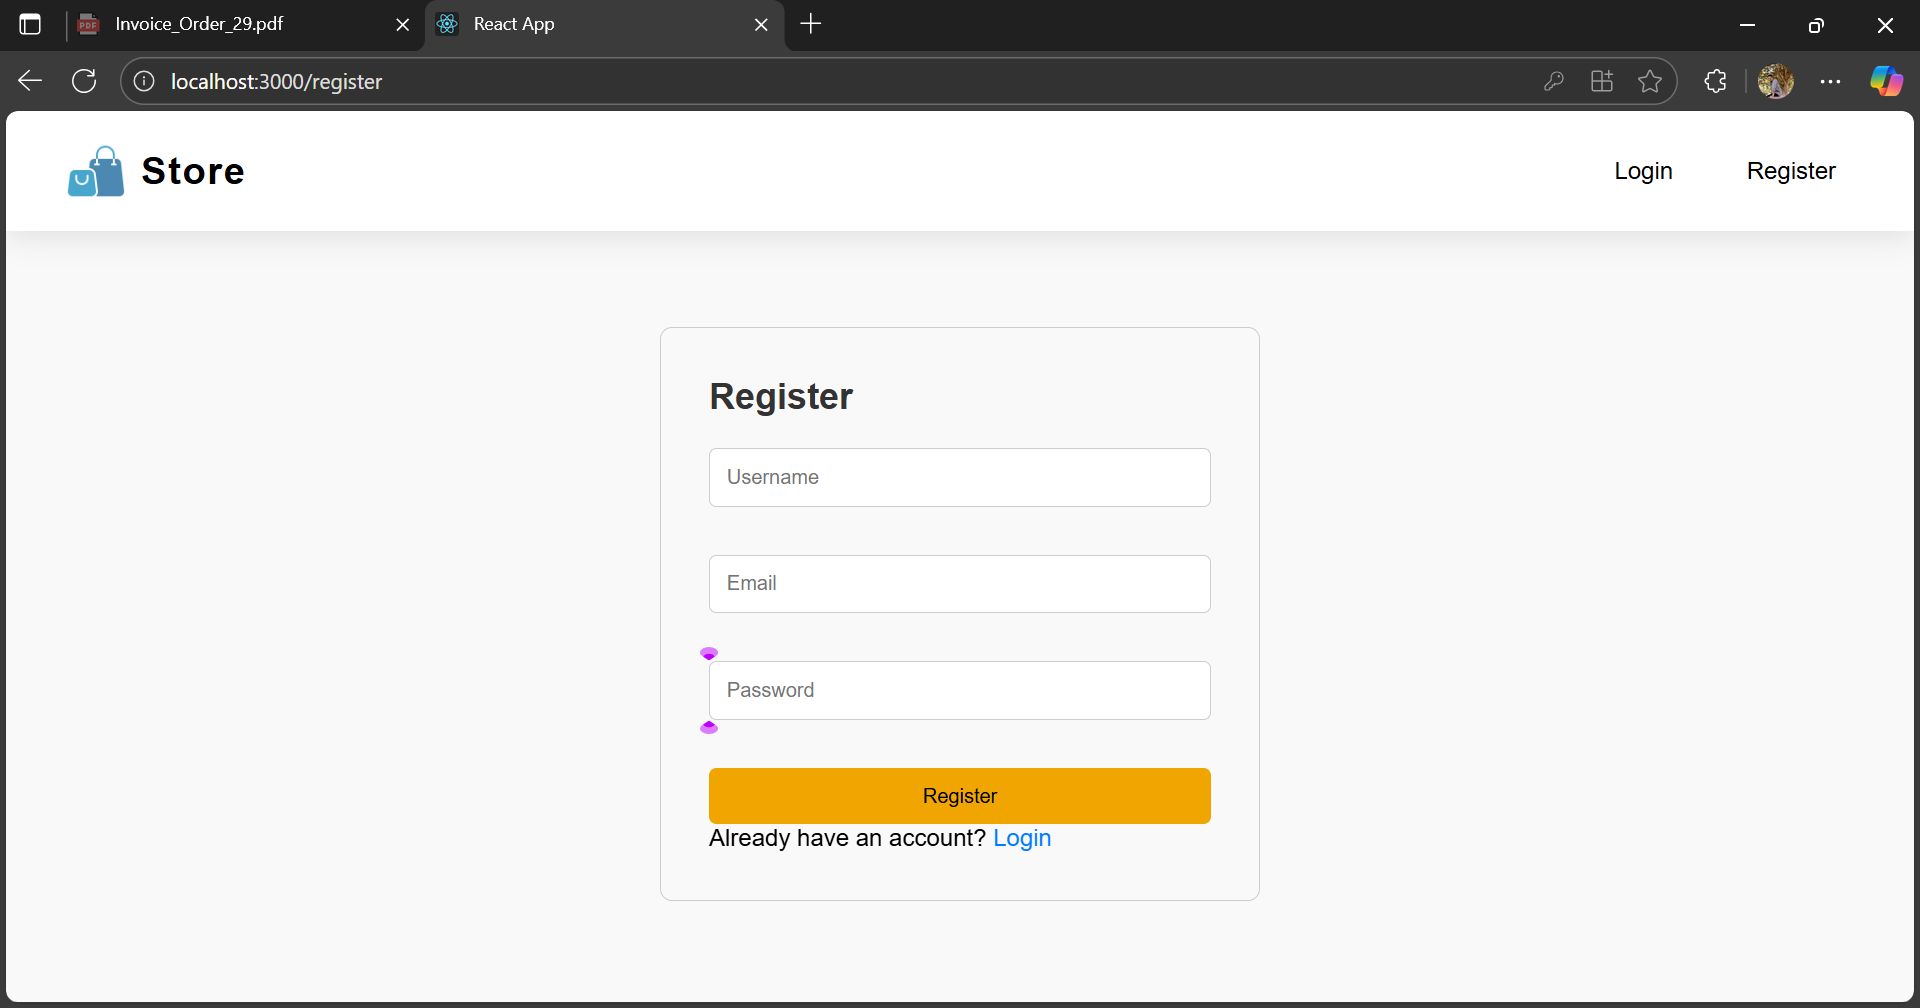 Invoice_Order_29.pdf
React App
localhost:3000/register
Store
Login
Register
Register
Username
Email
Password
Register
Already have an account? Login